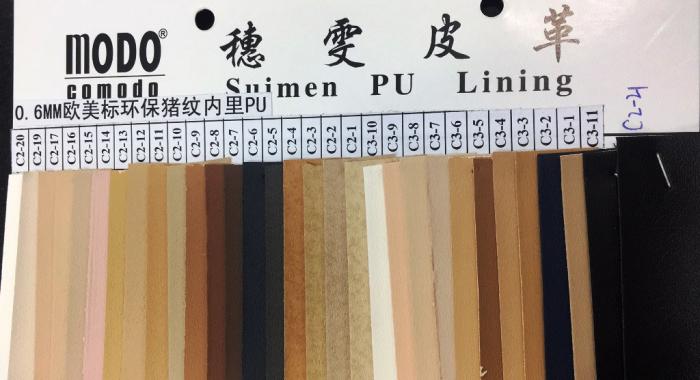 MODO®
comodo
穗雯皮革
Suimen PU Lining
0.6MM欧美标环保猪纹内里PU
C2-20 C2-19 C2-17 C2-16 C2-15 C2-14 C2-13 C2-12 C2-11 C2-10 C2-9 C2-8 C2-7 C2-6 C2-5 C2-4 C2-3 C2-2 C2-1 C3-10 C3-9 C3-8 C3-7 C3-6 C3-5 C3-4 C3-3 C3-2 C3-1 C3-11
C2-21